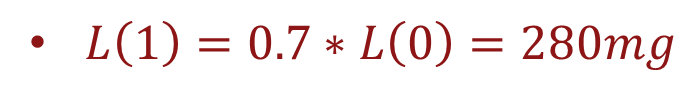 • L(1) = 0.7 * L(0) = 280mg